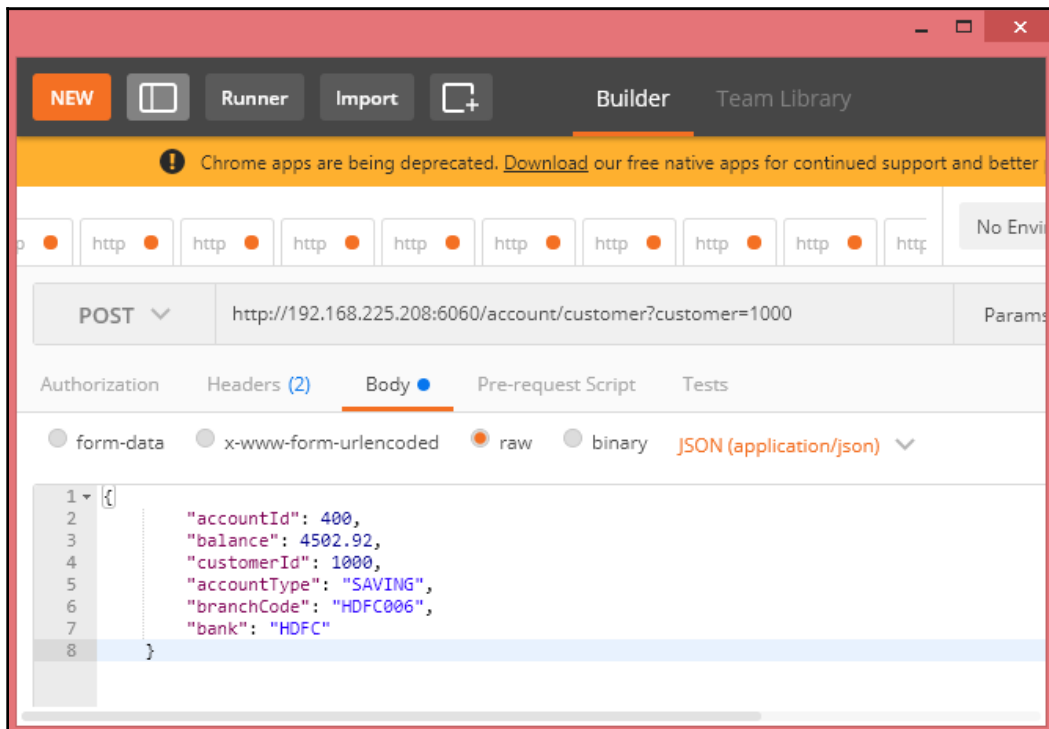 NEW Runner Import Builder Team Library
! Chrome apps are being deprecated. Download our free native apps for continued support and better
p http http http http http http http http http No Envi
POST http://192.168.225.208:6060/account/customer?customer=1000 Params
Authorization Headers (2) Body Pre-request Script Tests
form-data x-www-form-urlencoded raw binary JSON (application/json)
1 {
2 "accountId": 400,
3 "balance": 4502.92,
4 "customerId": 1000,
5 "accountType": "SAVING",
6 "branchCode": "HDFC006",
7 "bank": "HDFC"
8 }